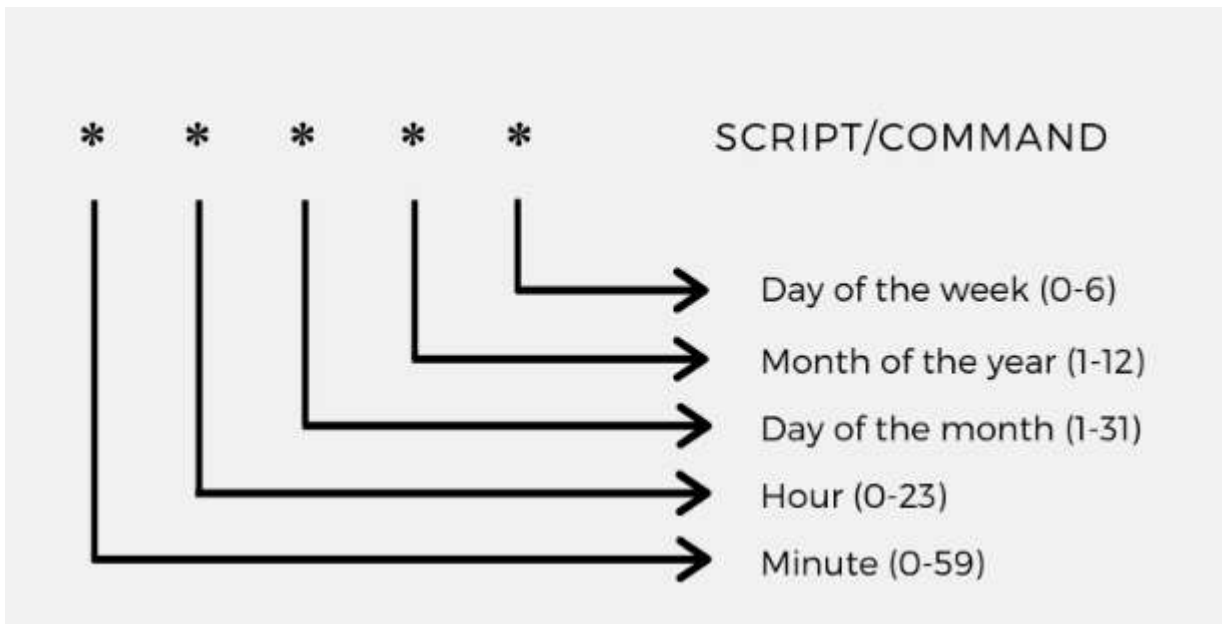 * * * * * SCRIPT/COMMAND
Day of the week (0-6)
Month of the year (1-12)
Day of the month (1-31)
Hour (0-23)
Minute (0-59)